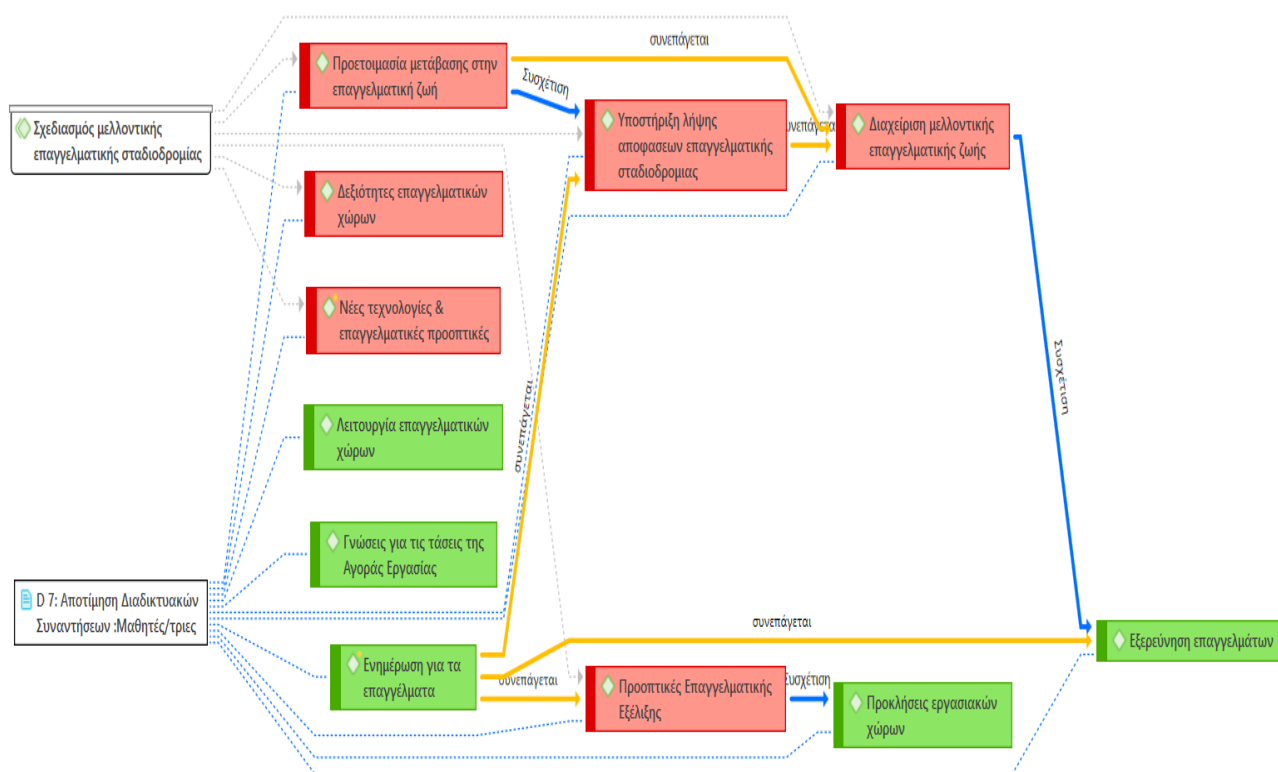 συνεπάγεται
Προετοιμασία μετάβασης στην
επαγγελματική ζωή
Συσχέτιση
Σχεδιασμός μελλοντικής
επαγγελματικής σταδιοδρομίας
Υποστήριξη λήψης
αποφασεων επαγγελματικής
σταδιοδρομιας
συνεπάγεται
Διαχείριση μελλοντικής
επαγγελματικής ζωής
Δεξιότητες επαγγελματικών
χώρων
Νέες τεχνολογίες &
επαγγελματικές προοπτικές
συνεπάγεται
Συσχέτιση
Λειτουργία επαγγελματικών
χώρων
Γνώσεις για τις τάσεις της
Αγοράς Εργασίας
D 7: Αποτίμηση Διαδικτυακών
Συναντήσεων :Μαθητές/τριες
συνεπάγεται
Εξερεύνηση επαγγελμάτων
Ενημέρωση για τα
επαγγέλματα
συνεπάγεται
Προοπτικές Επαγγελματικής
Εξέλιξης
Συσχέτιση
Προκλήσεις εργασιακών
χώρων